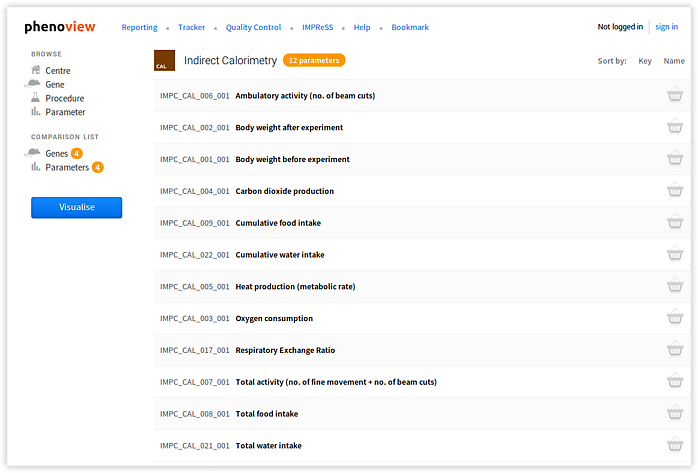 phenoview Reporting Tracker Quality Control IMPReSS Help Bookmark Not logged in sign in
BROWSE
Centre
Gene
Procedure
Parameter
COMPARISON LIST
Genes 4
Parameters 4
Visualise
CAL Indirect Calorimetry 12 parameters Sort by: Key Name
IMPC_CAL_006_001 Ambulatory activity (no. of beam cuts)
IMPC_CAL_002_001 Body weight after experiment
IMPC_CAL_001_001 Body weight before experiment
IMPC_CAL_004_001 Carbon dioxide production
IMPC_CAL_009_001 Cumulative food intake
IMPC_CAL_022_001 Cumulative water intake
IMPC_CAL_005_001 Heat production (metabolic rate)
IMPC_CAL_003_001 Oxygen consumption
IMPC_CAL_017_001 Respiratory Exchange Ratio
IMPC_CAL_007_001 Total activity (no. of fine movement + no. of beam cuts)
IMPC_CAL_008_001 Total food intake
IMPC_CAL_021_001 Total water intake